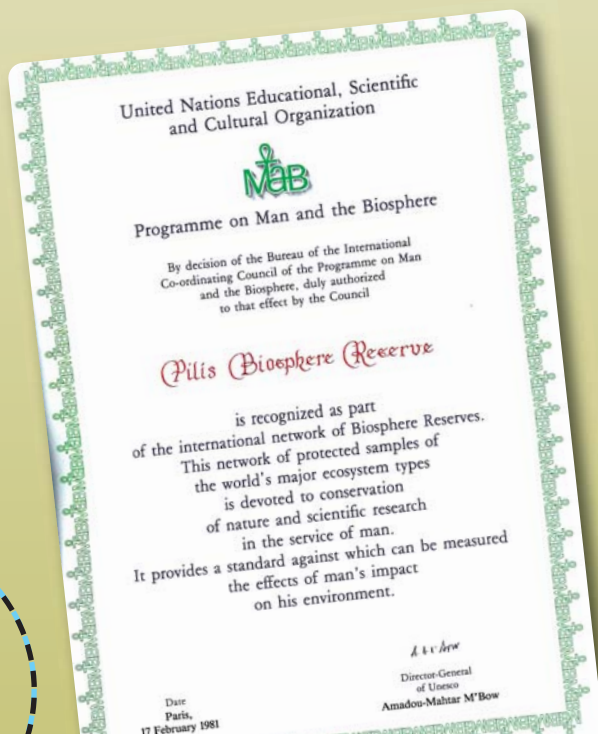 United Nations Educational, Scientific
and Cultural Organization
MaB
Programme on Man and the Biosphere
By decision of the Bureau of the International
Co-ordinating Council of the Programme on Man
and the Biosphere, duly authorized
to that effect by the Council
Pilis Biosphere Reserve
is recognized as part
of the international network of Biosphere Reserves.
This network of protected samples of
the world's major ecosystem types
is devoted to conservation
of nature and scientific research
in the service of man.
It provides a standard against which can be measured
the effects of man's impact
on his environment.
Date
Paris,
17 February 1981
Director-General
of Unesco
Amadou-Mahtar M'Bow